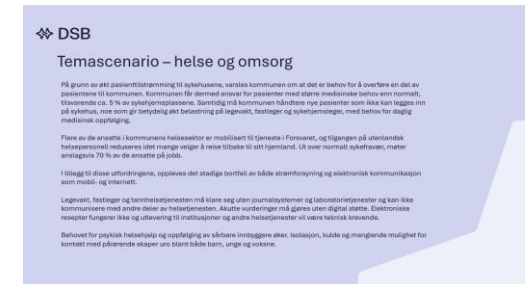 DSB
Temascenario – helse og omsorg
På grunn av økt pasienttilstrømming til sykehusene, varsles kommunen om at det er behov for å overføre en del av
pasientene til kommunen. Kommunen får dermed ansvar for pasienter med større medisinske behov enn normalt,
tilsvarende ca. 5 % av sykehjemsplassene. Samtidig må kommunen håndtere nye pasienter som ikke kan legges inn
på sykehus, noe som gir betydelig økt belastning på legevakt, fastleger og sykehjemsleger, med behov for daglig
medisinsk oppfølging.
Flere av de ansatte i kommunens helsesektor er mobilisert til tjeneste i Forsvaret, og tilgangen på utenlandsk
helsepersonell reduseres idet mange velger å reise tilbake til sitt hjemland. Ut over normalt sykefravær, møter
anslagsvis 70 % av de ansatte på jobb.
I tillegg til disse utfordringene, oppleves det stadige bortfall av både strømforsyning og elektronisk kommunikasjon
som mobil- og internett.
Legevakt, fastleger og tannhelsetjenesten må klare seg uten journalsystemer og laboratorietjenester og kan ikke
kommunisere med andre deler av helsetjenesten. Akutte vurderinger må gjøres uten digital støtte. Elektroniske
resepter fungerer ikke og utlevering til institusjoner og andre helsetjenester vil være teknisk krevende.
Behovet for psykisk helsehjelp og oppfølging av sårbare innbyggere øker. Isolasjon, kulde og manglende mulighet for
kontakt med pårørende skaper uro blant både barn, unge og voksne.